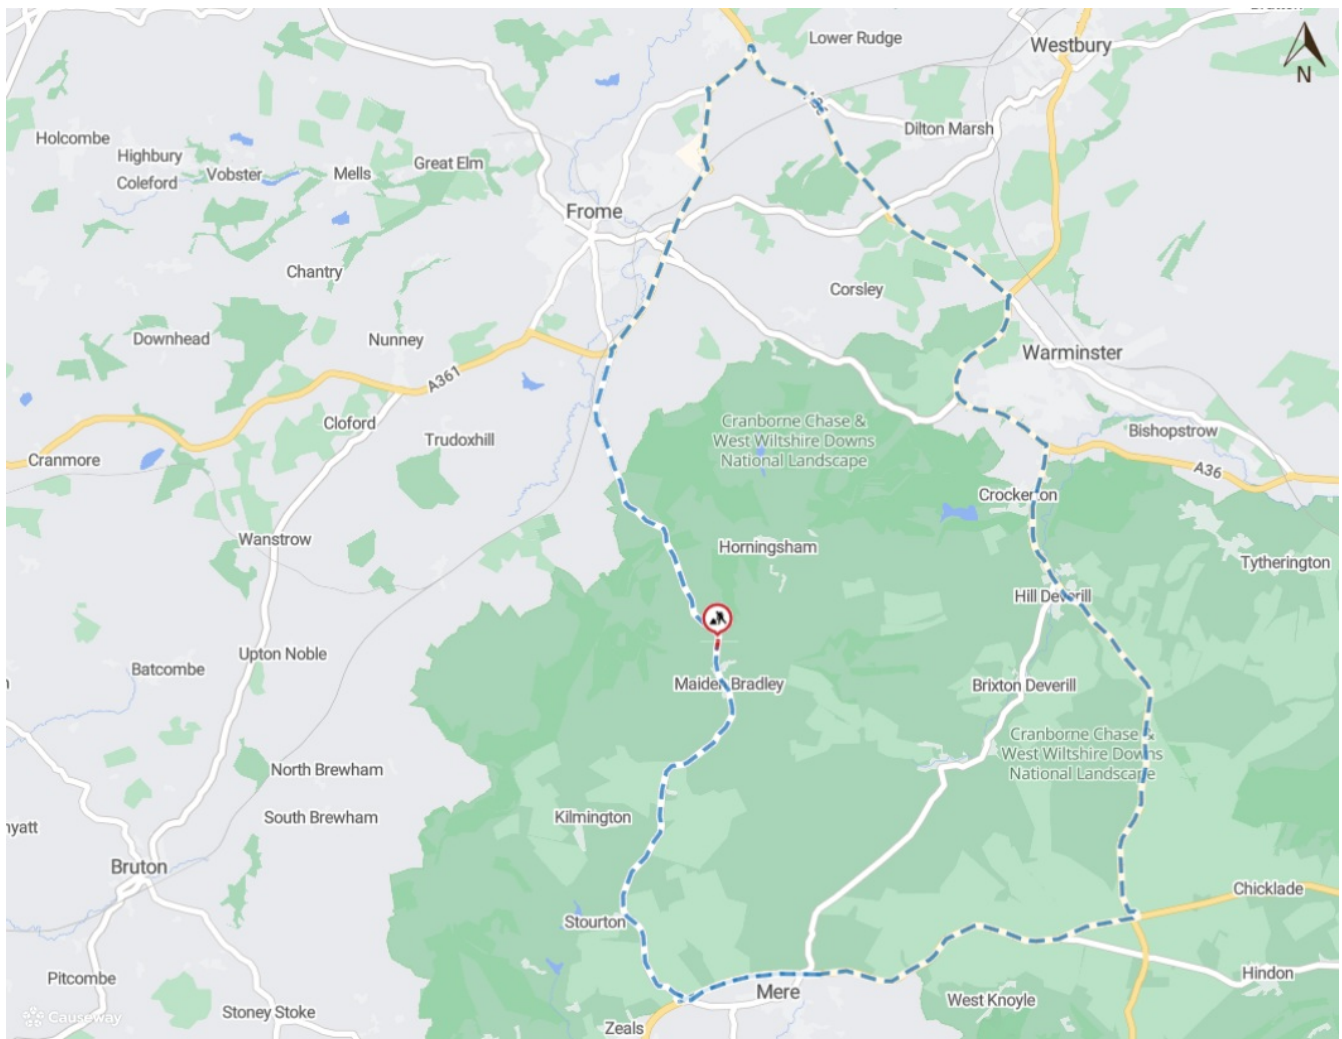 Lower Rudge
Westbury
N
Holcombe
Highbury
Coleford
Vobster
Mells
Great Elm
Dilton Marsh
Frome
Chantry
Corsley
Downhead
Nunney
Warminster
A361
Cloford
Trudoxhill
Cranborne Chase &
West Wiltshire Downs
National Landscape
Bishopstrow
Cranmore
A36
Crockerton
Wanstrow
Horningsham
Tytherington
Hill Deverill
Upton Noble
Batcombe
Maiden Bradley
Brixton Deverill
Cranborne Chase &
West Wiltshire Downs
National Landscape
North Brewham
South Brewham
Kilmington
Bruton
Chicklade
Stourton
Pitcombe
Hindon
Mere
West Knoyle
Causeway
Stoney Stoke
Zeals